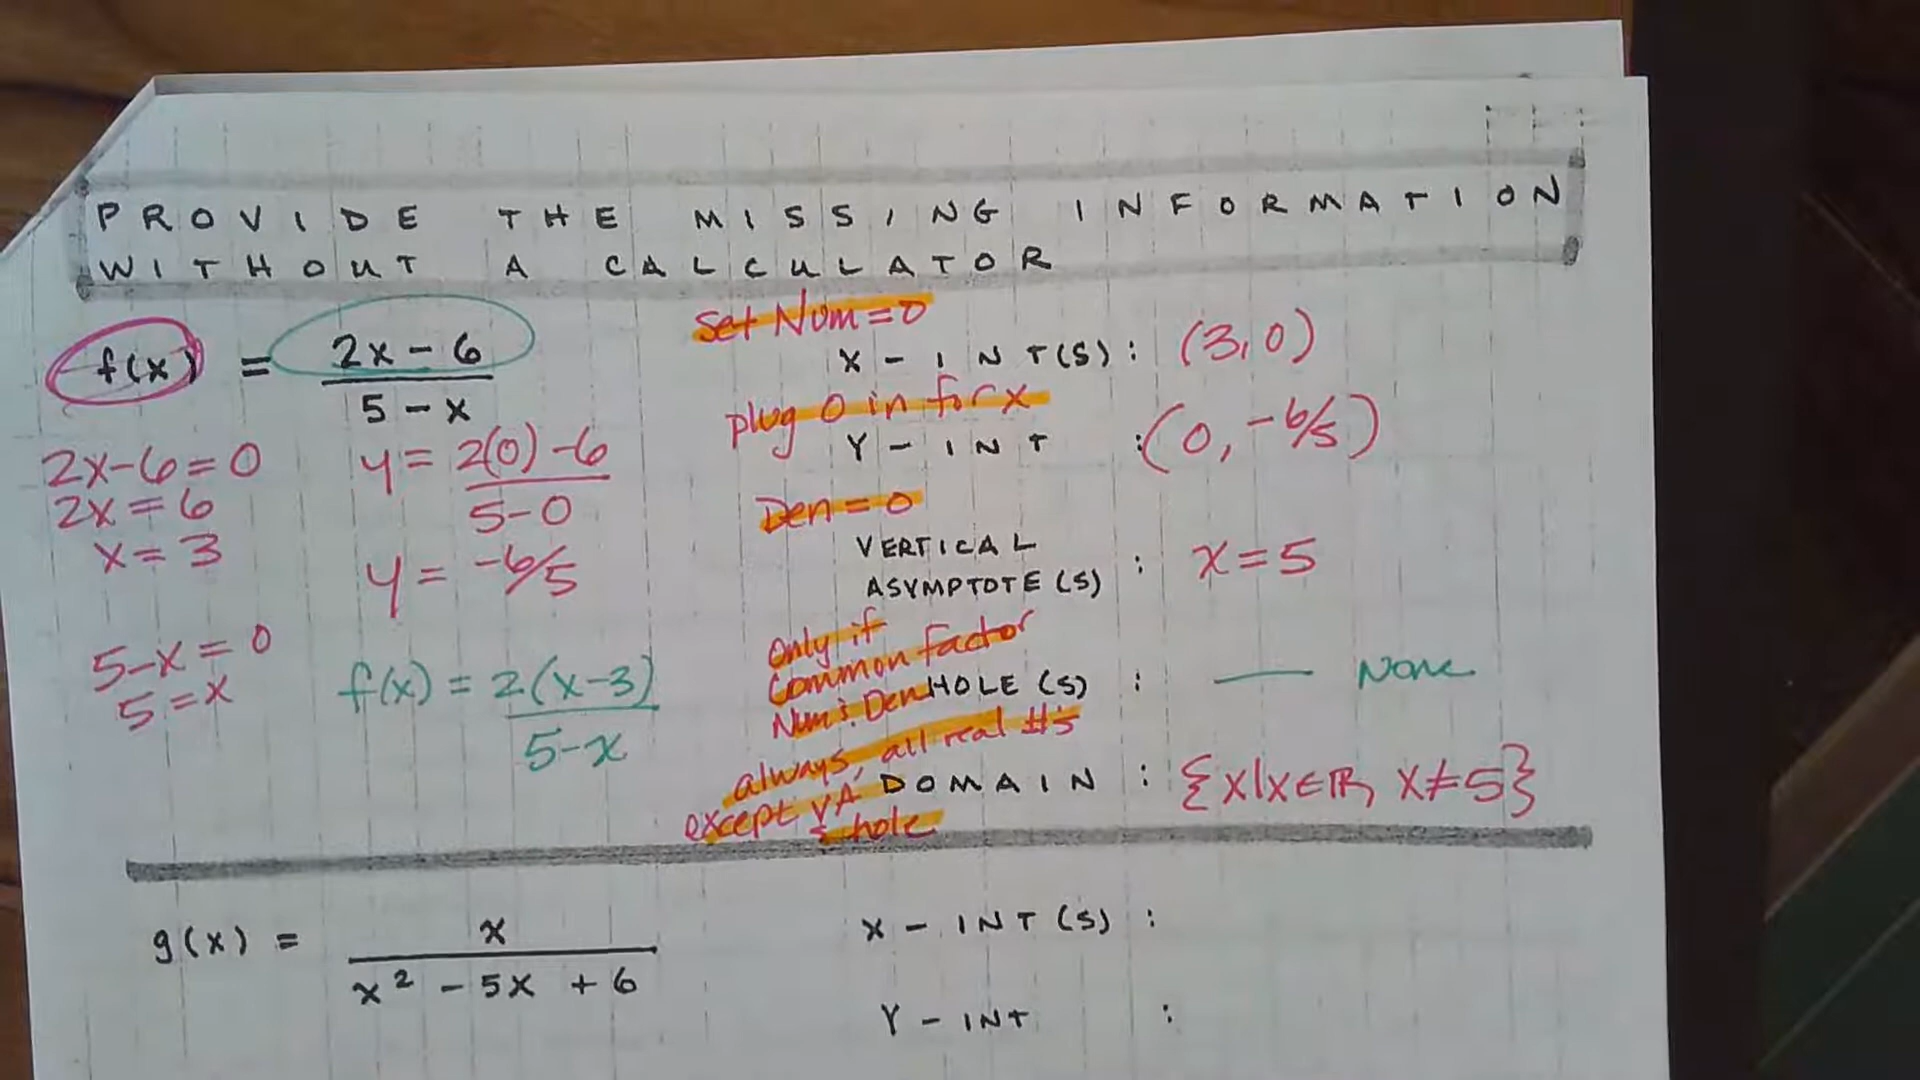 PROVIDE THE MISSING INFORMATION
WITHOUT A CALCULATOR
f(x) = 2x - 6 / 5 - x
2x-6=0
2x=6
x=3
y = 2(0)-6 / 5-0
y = -6/5
5-x=0
5=x
f(x) = 2(x-3) / 5-x
Set Num=0
X-INT(S): (3,0)
plug 0 in for x
Y-INT : (0, -6/5)
Den=0
VERTICAL
ASYMPTOTE(S) : x=5
Only if
Common factor
Num & Den HOLE(S) : — None
always, all real #s
except VA DOMAIN : {x|x∈ℝ, x≠5}
& hole
g(x) = x / x² - 5x + 6
X-INT(S) :
Y-INT :